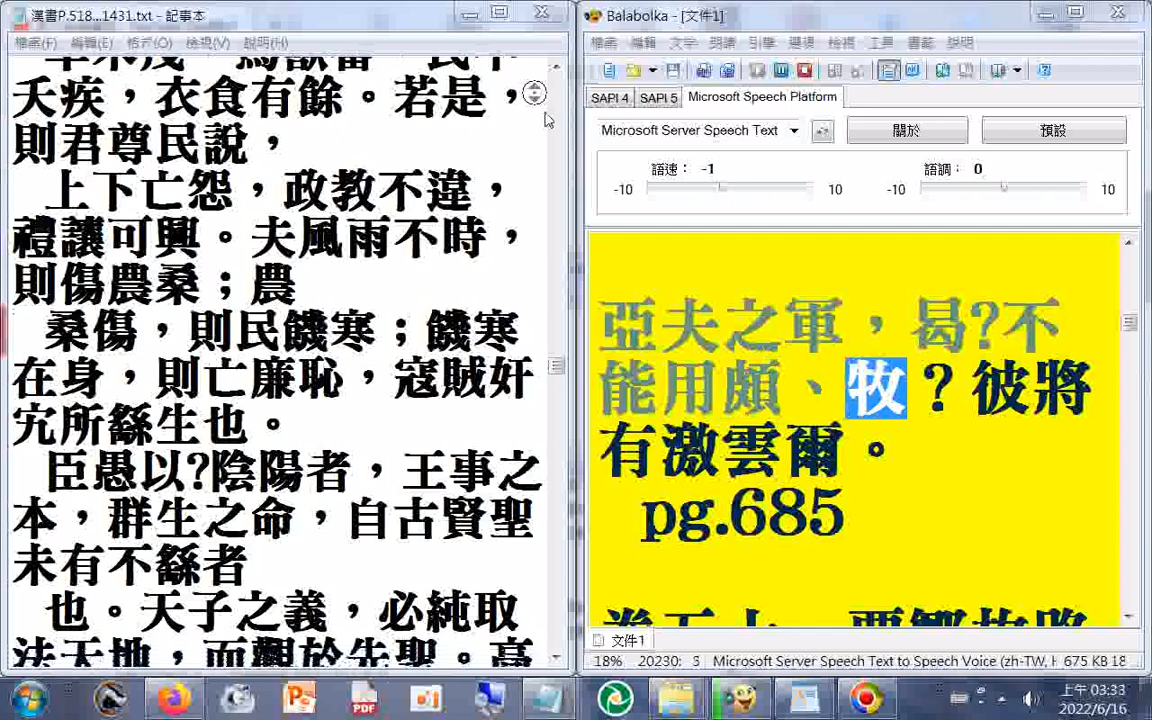 漢書P.518...1431.txt - 記事本
檔案(F) 編輯(E) 格式(O) 檢視(V) 說明(H)
夭疾，衣食有餘。若是，
則君尊民說，
上下亡怨，政教不違，
禮讓可興。夫風雨不時，
則傷農桑；農
桑傷，則民饑寒；饑寒
在身，則亡廉恥，寇賊奸
宄所繇生也。
臣愚以?陰陽者，王事之
本，群生之命，自古賢聖
未有不繇者
也。天子之義，必純取
法天地，而觀於先聖。高
Balabolka - [文件1]
檔案 編輯 文字 朗讀 引擎 選項 檢視 工具 書籤 說明
SAPI 4 SAPI 5 Microsoft Speech Platform
Microsoft Server Speech Text 關於 預設
語速： -1 語調： 0
-10 10 -10 10
亞夫之軍，曷?不
能用頗、牧？彼將
有激雲爾。
pg.685
文件1
18% 20230: 3 Microsoft Server Speech Text to Speech Voice (zh-TW, H 675 KB 18
上午 03:33
2022/6/16